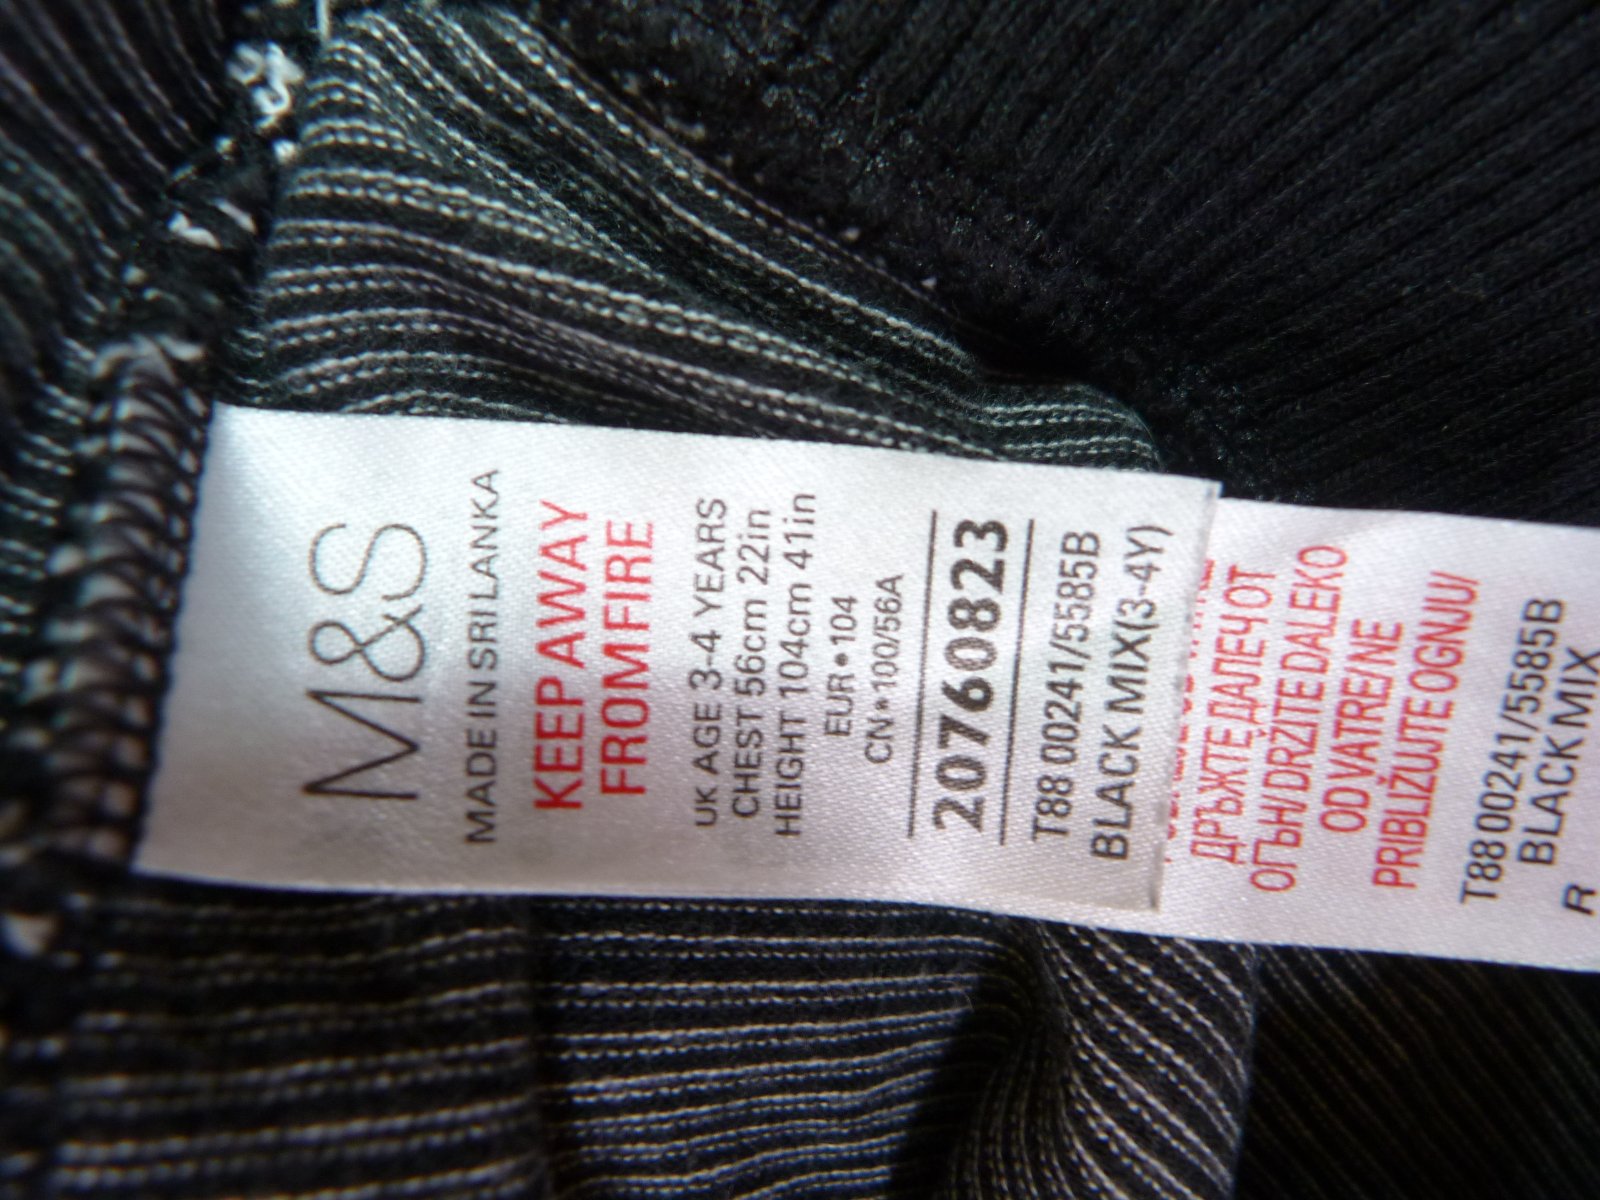 M&S
MADE IN SRI LANKA
KEEP AWAY
FROM FIRE
UK AGE 3-4 YEARS
CHEST 56cm 22in
HEIGHT 104cm 41in
EUR•104
CN•100/56A
20760823
T88 00241/5585B
BLACK MIX(3-4Y)
ДРЪЖТЕ ДАЛЕЧ ОТ
ОГЪН/DRŽITE DALEKO
OD VATRE/NE
PRIBLIŽUJTE OGNJU/
T88 00241/5585B
BLACK MIX
R